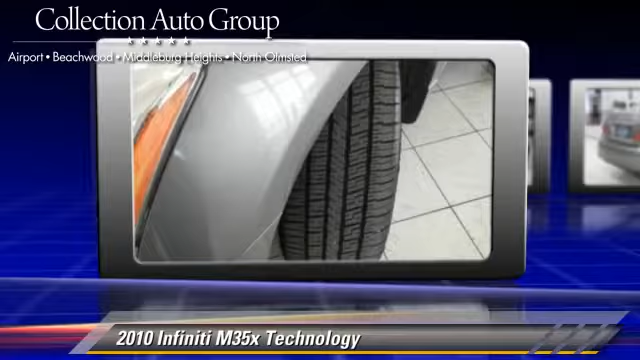 Collection Auto Group
Airport • Beachwood • Middleburg Heights • North Olmsted
2010 Infiniti M35x Technology